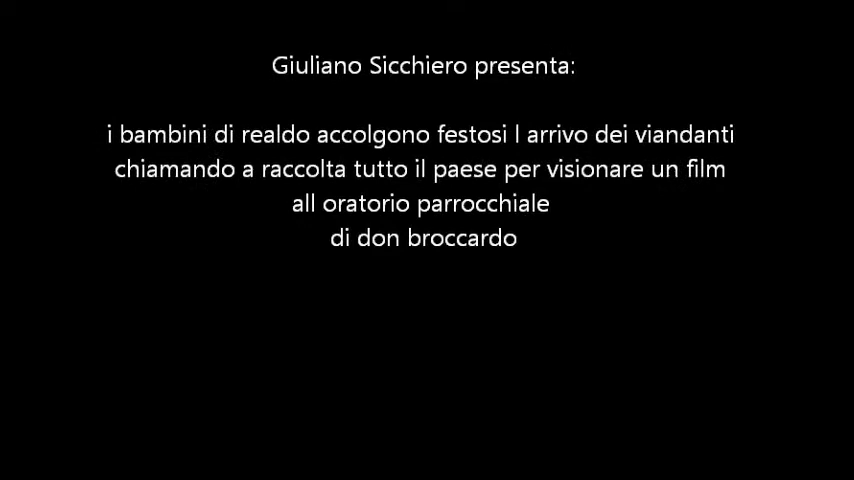 Giuliano Sicchiero presenta:
i bambini di realdo accolgono festosi l arrivo dei viandanti
chiamando a raccolta tutto il paese per visionare un film
all oratorio parrocchiale
di don broccardo